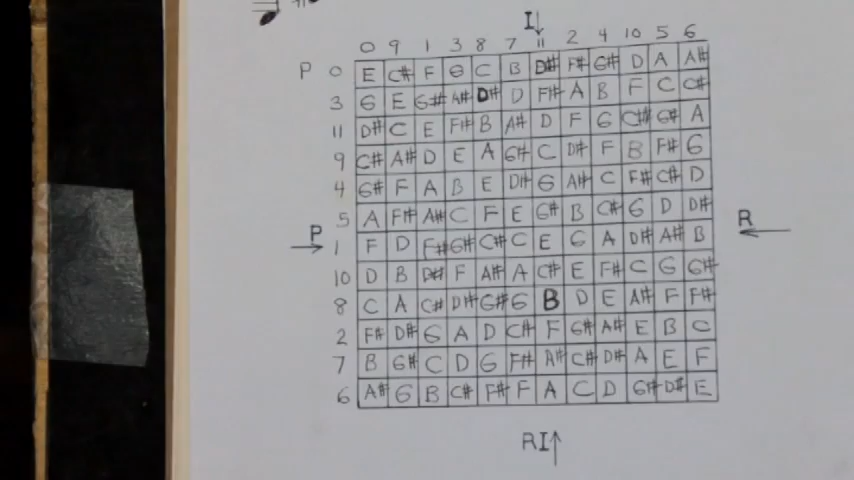 I↓
0 9 1 3 8 7 11 2 4 10 5 6
P 0 E C# F G C B D# F# G# D A A#
3 G E G# A# D# D F# A B F C C#
11 D# C E F# B A# D F G C# G# A
9 C# A# D E A G# C D# F B F# G
4 G# F A B E D# G A# C F# C# D
5 A F# A# C F E G# B C# G D D#
P → 1 F D F# G# C# C E G A D# A# B R ←
10 D B D# F A# A C# E F# C G G#
8 C A C# D# G# G B D E A# F F#
2 F# D# G A D C# F G# A# E B C
7 B G# C D G F# A# C# D# A E F
6 A# G B C# F# F A C D G# D# E
RI↑